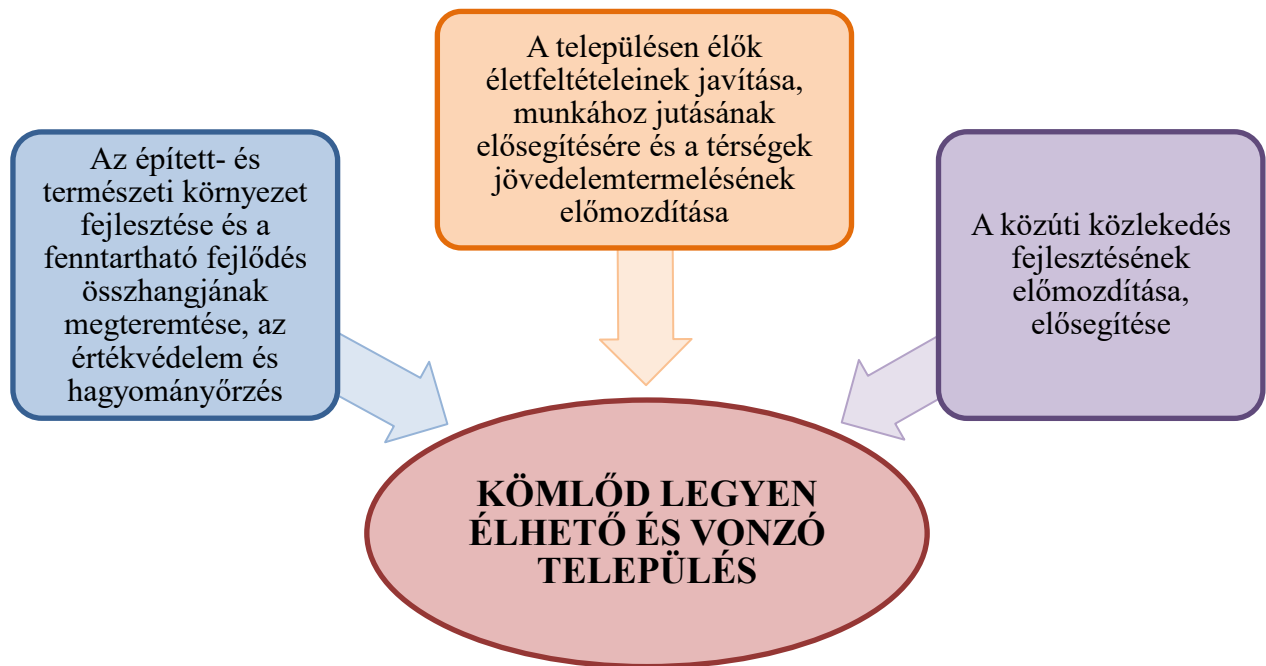 Az épített- és
természeti környezet
fejlesztése és a
fenntartható fejlődés
összhangjának
megteremtése, az
értékvédelem és
hagyományőrzés
A településen élők
életfeltételeinek javítása,
munkához jutásának
elősegítésére és a térségek
jövedelemtermelésének
előmozdítása
A közúti közlekedés
fejlesztésének
előmozdítása,
elősegítése
KÖMLŐD LEGYEN
ÉLHETŐ ÉS VONZÓ
TELEPÜLÉS